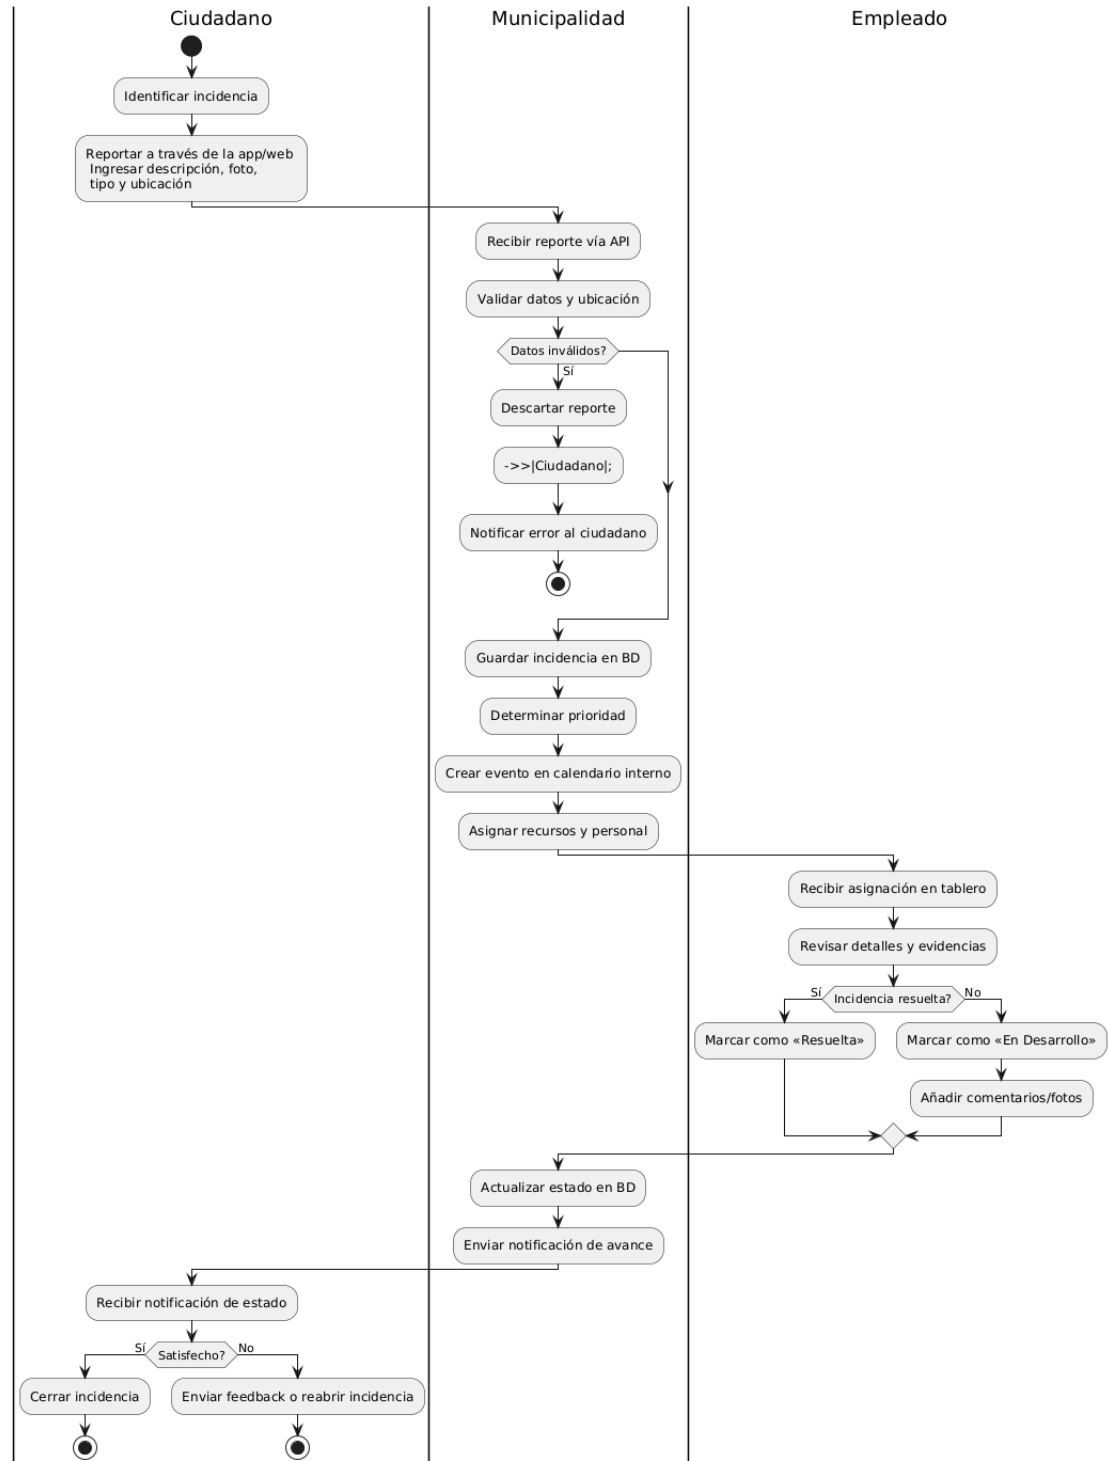 Ciudadano
Municipalidad
Empleado
Identificar incidencia
Reportar a través de la app/web
Ingresar descripción, foto,
tipo y ubicación
Recibir reporte vía API
Validar datos y ubicación
Datos inválidos?
Sí
Descartar reporte
->>|Ciudadano|;
Notificar error al ciudadano
Guardar incidencia en BD
Determinar prioridad
Crear evento en calendario interno
Asignar recursos y personal
Recibir asignación en tablero
Revisar detalles y evidencias
Sí
Incidencia resuelta?
No
Marcar como «Resuelta»
Marcar como «En Desarrollo»
Añadir comentarios/fotos
Actualizar estado en BD
Enviar notificación de avance
Recibir notificación de estado
Sí
Satisfecho?
No
Cerrar incidencia
Enviar feedback o reabrir incidencia